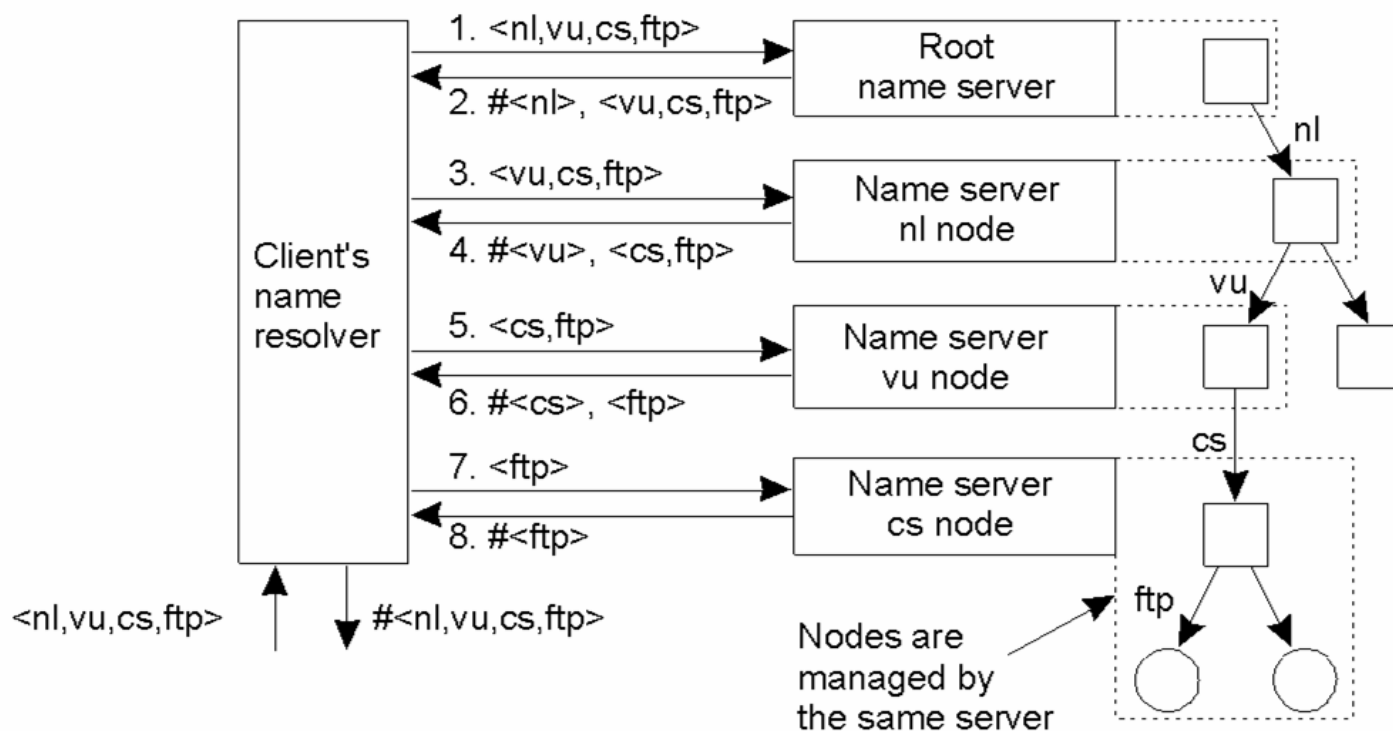 1. <nl,vu,cs,ftp>
Root
name server
2. #<nl>, <vu,cs,ftp>
nl
3. <vu,cs,ftp>
Name server
nl node
4. #<vu>, <cs,ftp>
Client's
name
resolver
vu
5. <cs,ftp>
Name server
vu node
6. #<cs>, <ftp>
cs
7. <ftp>
Name server
cs node
8. #<ftp>
ftp
<nl,vu,cs,ftp>
#<nl,vu,cs,ftp>
Nodes are
managed by
the same server